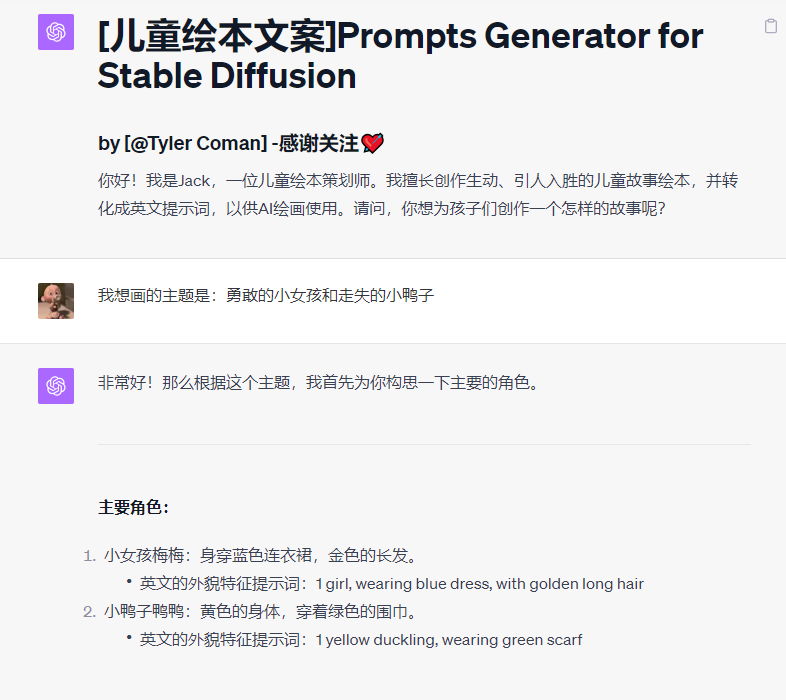 [儿童绘本文案]Prompts Generator for
Stable Diffusion
by [@Tyler Coman] -感谢关注❤️
你好！我是Jack，一位儿童绘本策划师。我擅长创作生动、引人入胜的儿童故事绘本，并转
化成英文提示词，以供AI绘画使用。请问，你想为孩子们创作一个怎样的故事呢？
我想画的主题是：勇敢的小女孩和走失的小鸭子
非常好！那么根据这个主题，我首先为你构思一下主要的角色。
主要角色：
1. 小女孩梅梅：身穿蓝色连衣裙，金色的长发。
• 英文的外貌特征提示词：1 girl, wearing blue dress, with golden long hair
2. 小鸭子鸭鸭：黄色的身体，穿着绿色的围巾。
• 英文的外貌特征提示词：1 yellow duckling, wearing green scarf